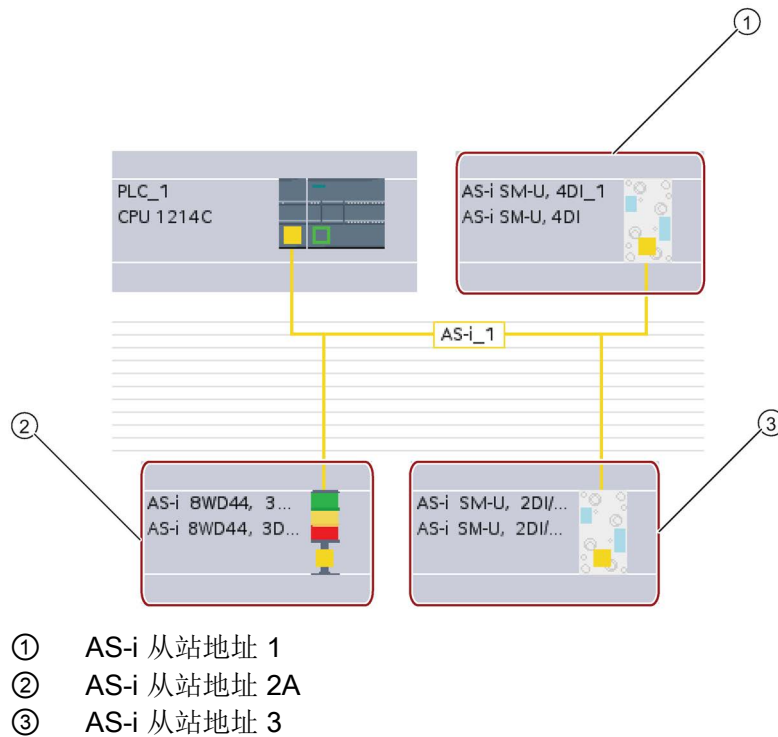 ①
PLC_1
CPU 1214C
AS-i SM-U, 4DI_1
AS-i SM-U, 4DI
AS-i_1
②
③
AS-i 8WD44, 3...
AS-i 8WD44, 3D...
AS-i SM-U, 2DI/...
AS-i SM-U, 2DI/...
① AS-i 从站地址 1
② AS-i 从站地址 2A
③ AS-i 从站地址 3